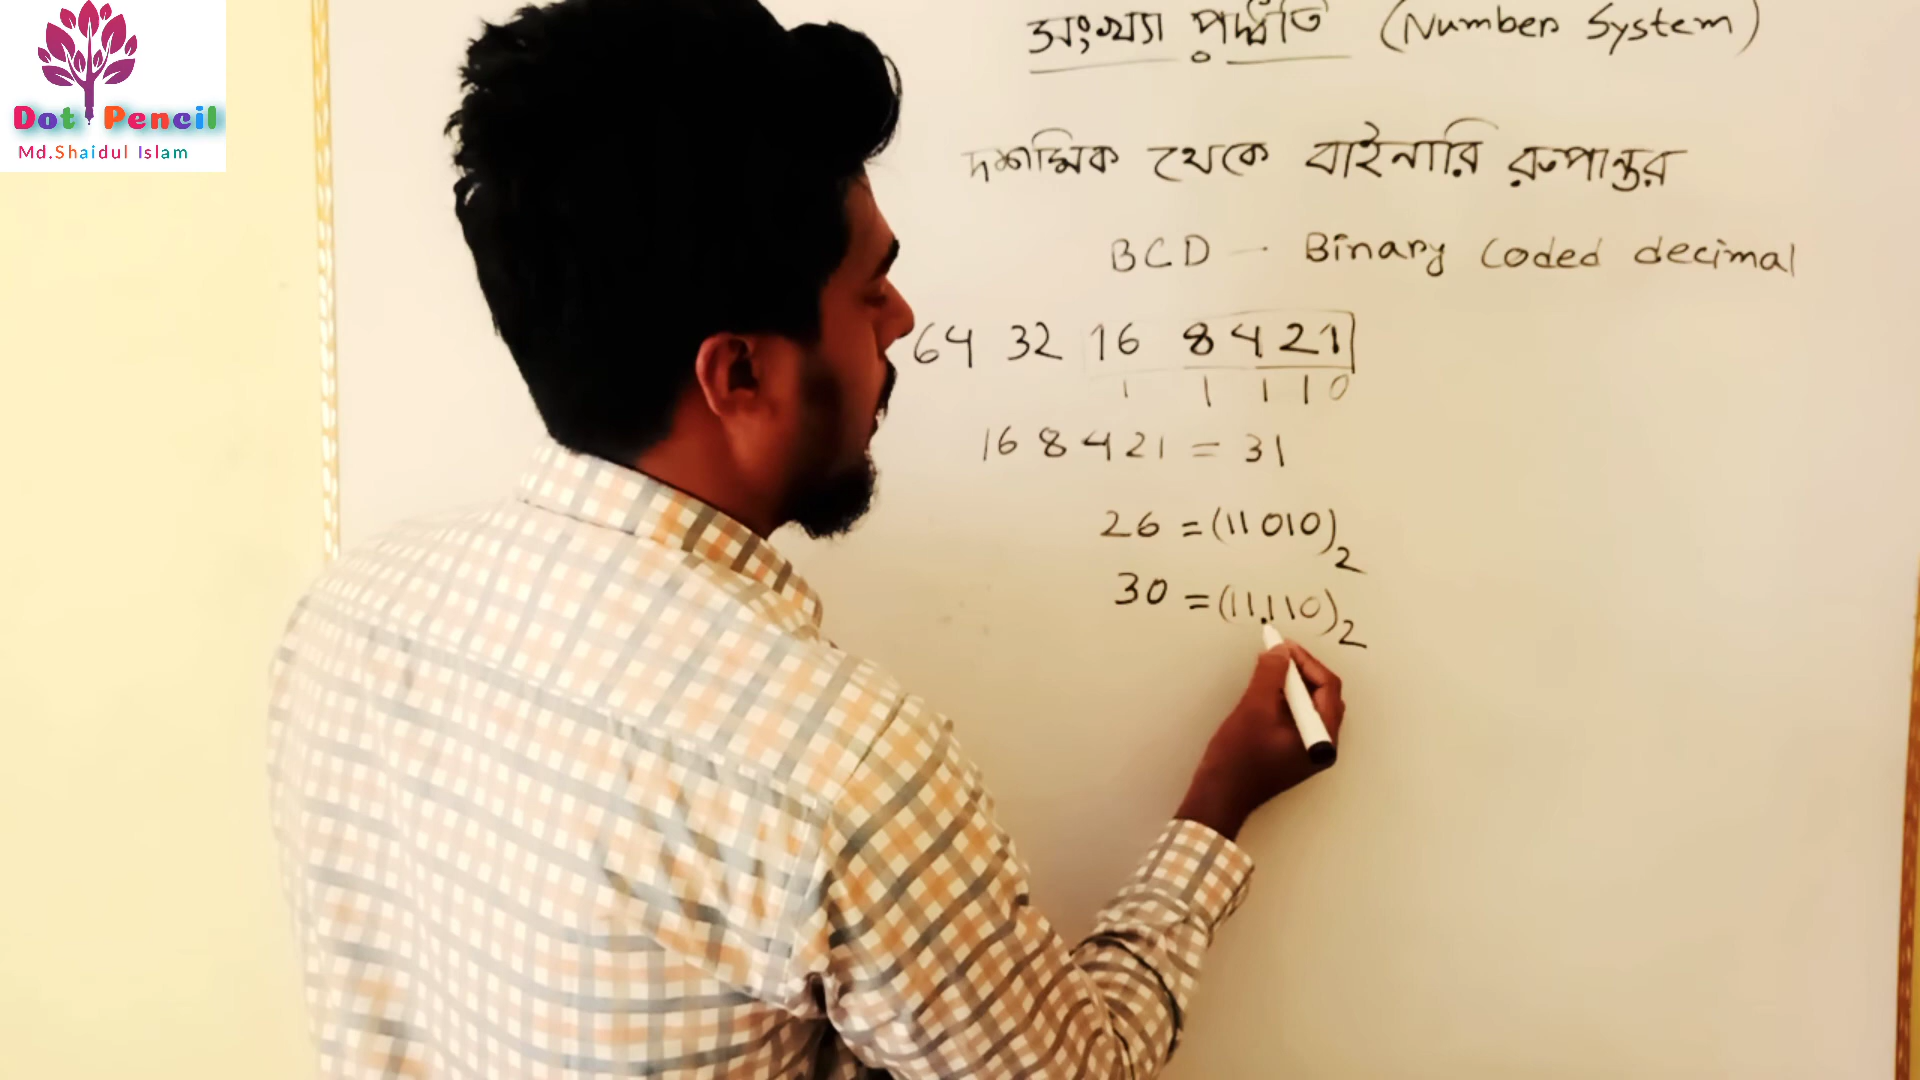 Dot Pencil
Md.Shaidul Islam
সংখ্যা পদ্ধতি (Number System)
দশমিক থেকে বাইনারি রুপান্তর
BCD - Binary Coded decimal
64 32 16 8 4 2 1
1 1 1 1 0
16 8 4 2 1 = 31
26 = (11010)2
30 = (11110)2